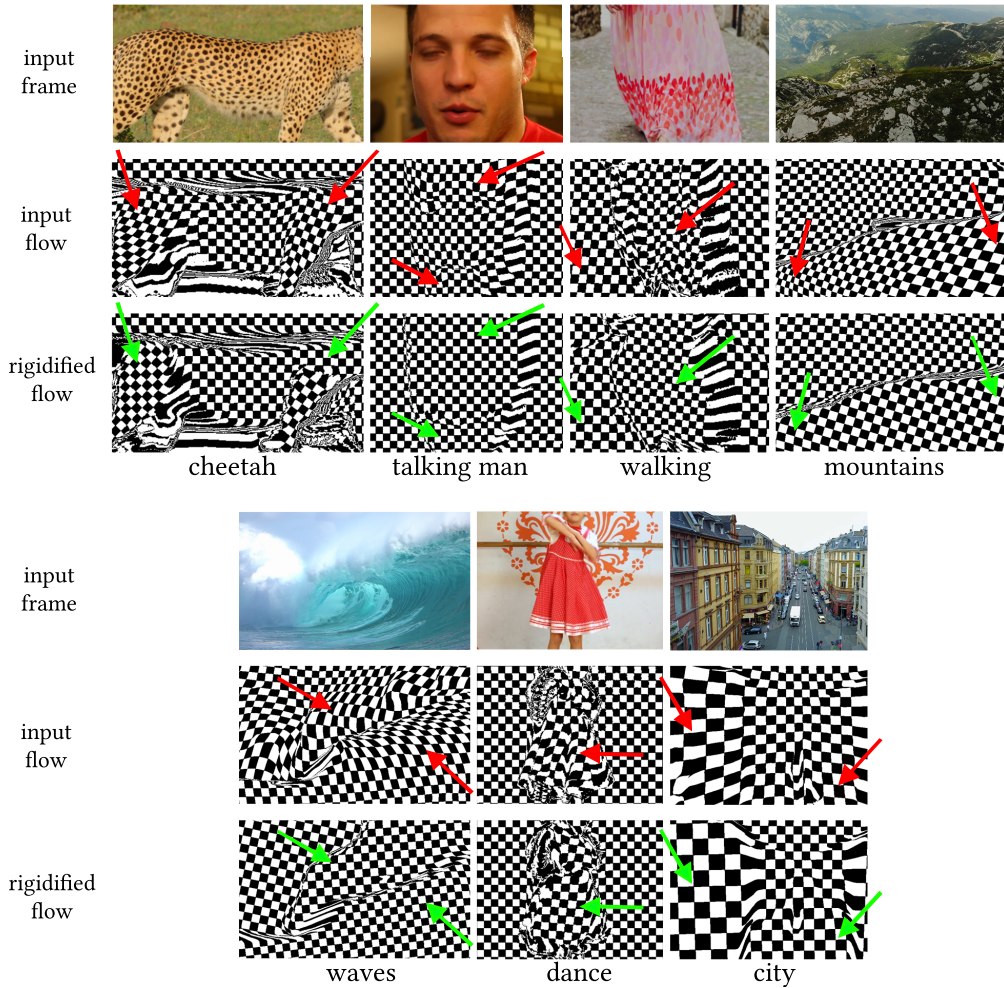 input
frame
input
flow
rigidified
flow
cheetah
talking man
walking
mountains
input
frame
input
flow
rigidified
flow
waves
dance
city